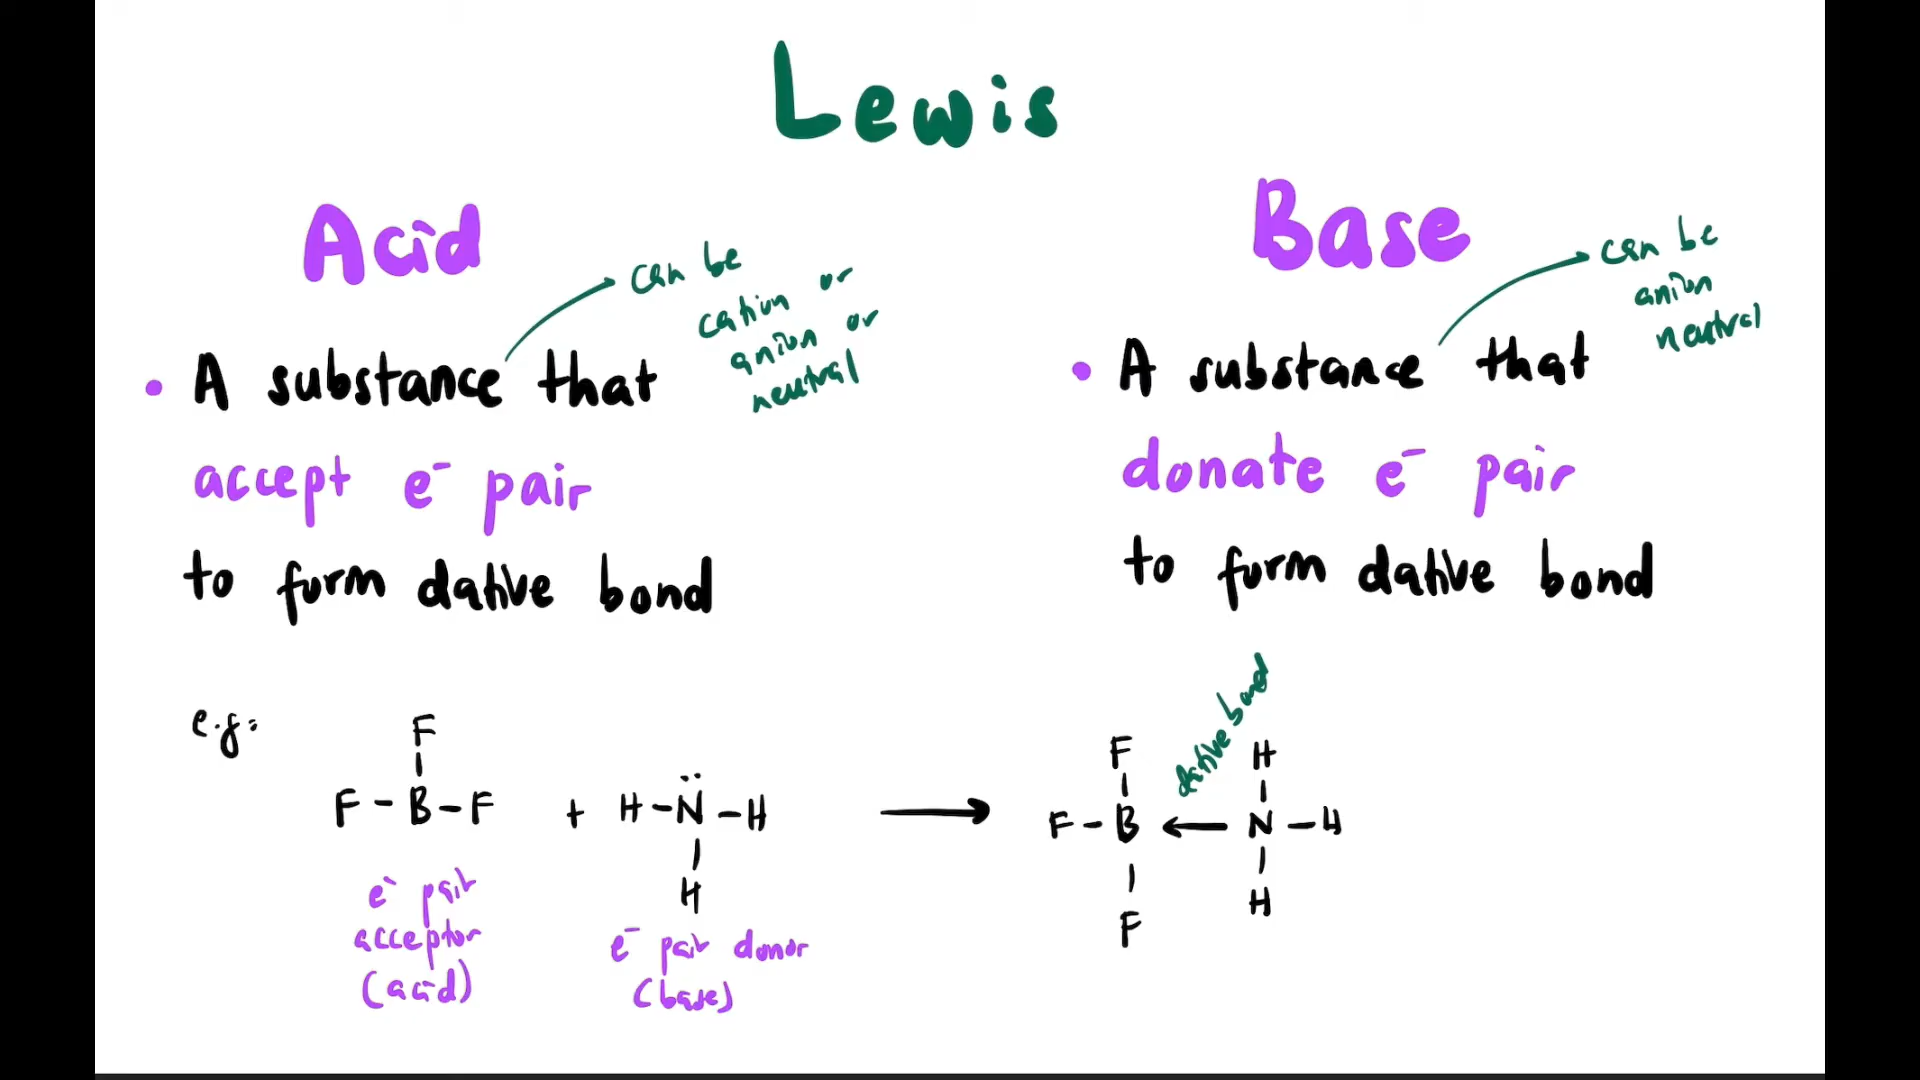 Lewis
Acid
can be
cation or
anion or
neutral
• A substance that
accept e⁻ pair
to form dative bond
Base
can be
anion
neutral
• A substance that
donate e⁻ pair
to form dative bond
e.g:
F
F-B-F + H-N-H
H
e⁻ pair
acceptor
(acid)
e⁻ pair donor
(base)
dative bond
F H
F-B ← N-H
F H